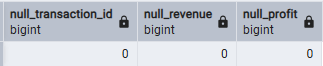 null_transaction_id null_revenue null_profit
bigint bigint bigint
0 0 0